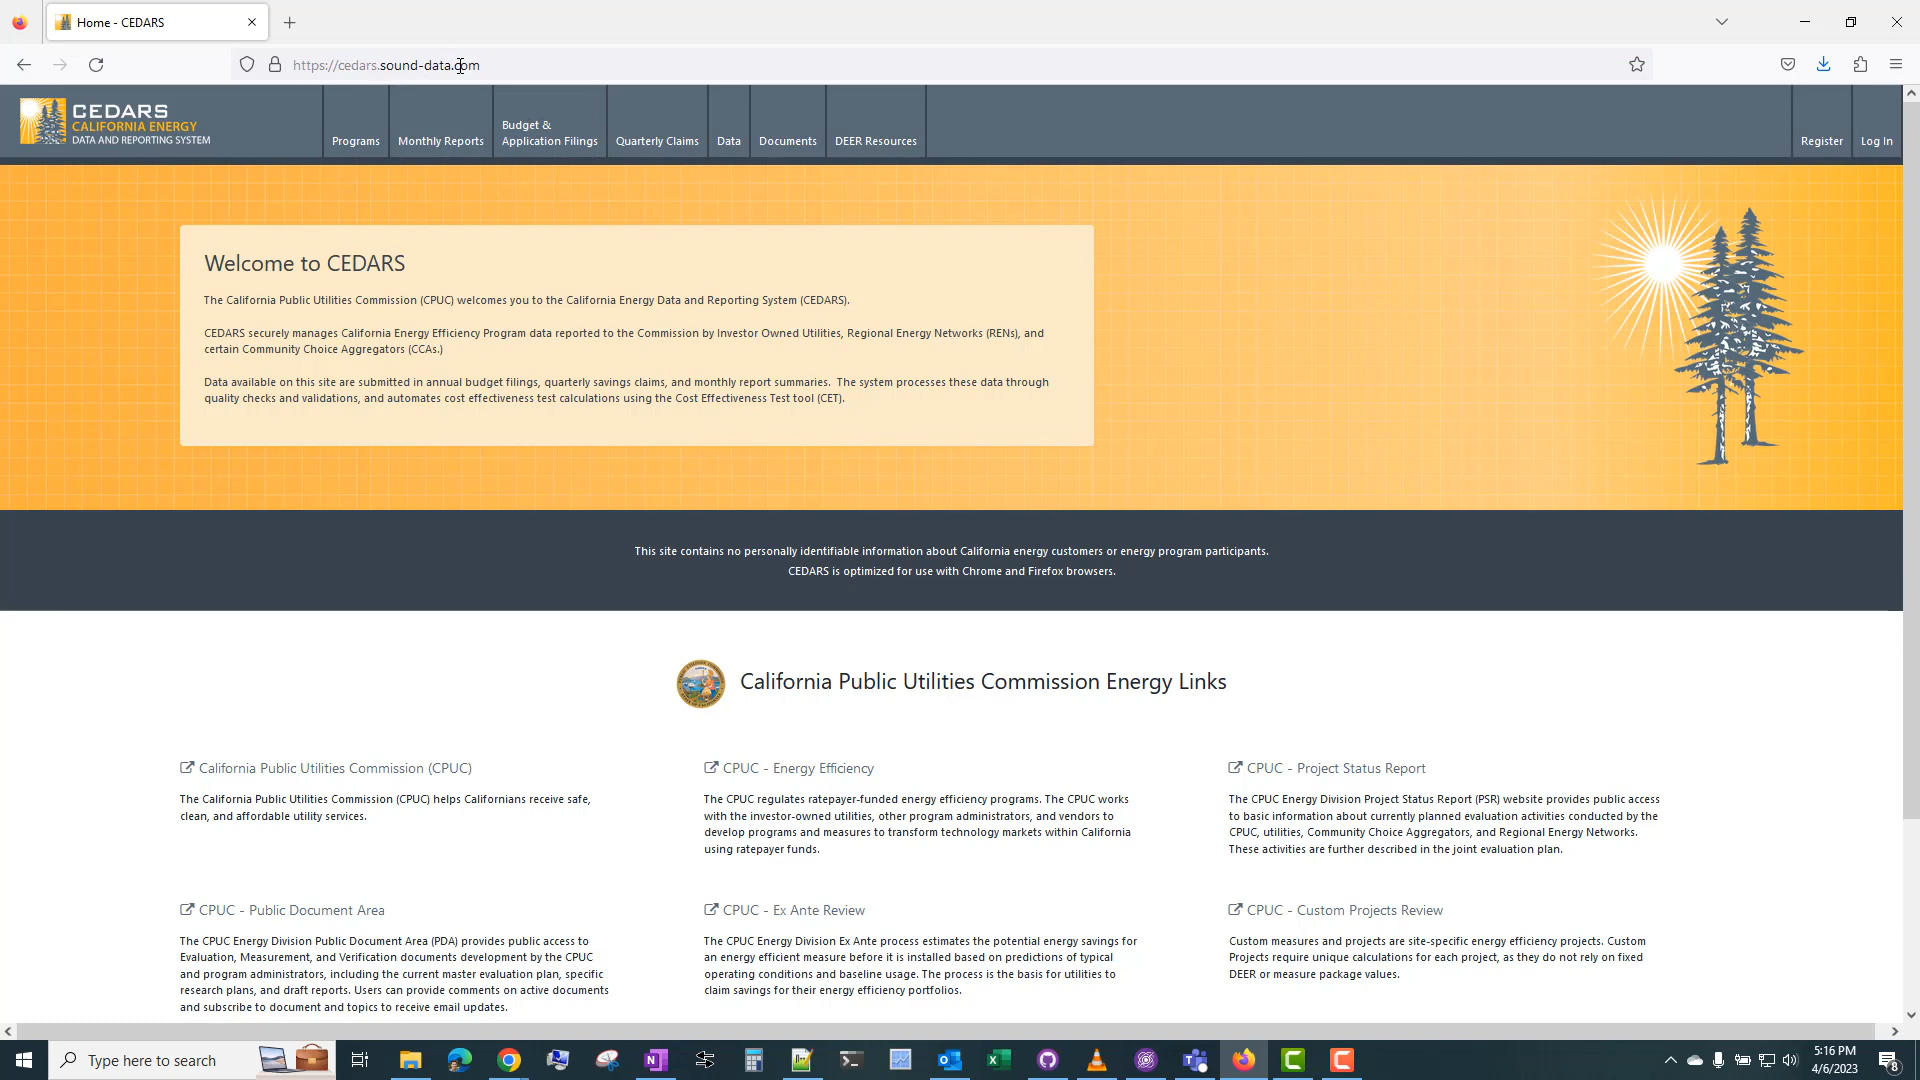 Home - CEDARS
https://cedars.sound-data.com
CEDARS
CALIFORNIA ENERGY
DATA AND REPORTING SYSTEM
Programs
Monthly Reports
Budget &
Application Filings
Quarterly Claims
Data
Documents
DEER Resources
Register
Log In
Welcome to CEDARS
The California Public Utilities Commission (CPUC) welcomes you to the California Energy Data and Reporting System (CEDARS).
CEDARS securely manages California Energy Efficiency Program data reported to the Commission by Investor Owned Utilities, Regional Energy Networks (RENs), and
certain Community Choice Aggregators (CCAs.)
Data available on this site are submitted in annual budget filings, quarterly savings claims, and monthly report summaries. The system processes these data through
quality checks and validations, and automates cost effectiveness test calculations using the Cost Effectiveness Test tool (CET).
This site contains no personally identifiable information about California energy customers or energy program participants.
CEDARS is optimized for use with Chrome and Firefox browsers.
California Public Utilities Commission Energy Links
California Public Utilities Commission (CPUC)
The California Public Utilities Commission (CPUC) helps Californians receive safe,
clean, and affordable utility services.
CPUC - Energy Efficiency
The CPUC regulates ratepayer-funded energy efficiency programs. The CPUC works
with the investor-owned utilities, other program administrators, and vendors to
develop programs and measures to transform technology markets within California
using ratepayer funds.
CPUC - Project Status Report
The CPUC Energy Division Project Status Report (PSR) website provides public access
to basic information about currently planned evaluation activities conducted by the
CPUC, utilities, Community Choice Aggregators, and Regional Energy Networks.
These activities are further described in the joint evaluation plan.
CPUC - Public Document Area
The CPUC Energy Division Public Document Area (PDA) provides public access to
Evaluation, Measurement, and Verification documents development by the CPUC
and program administrators, including the current master evaluation plan, specific
research plans, and draft reports. Users can provide comments on active documents
and subscribe to document and topics to receive email updates.
CPUC - Ex Ante Review
The CPUC Energy Division Ex Ante process estimates the potential energy savings for
an energy efficient measure before it is installed based on predictions of typical
operating conditions and baseline usage. The process is the basis for utilities to
claim savings for their energy efficiency portfolios.
CPUC - Custom Projects Review
Custom measures and projects are site-specific energy efficiency projects. Custom
Projects require unique calculations for each project, as they do not rely on fixed
DEER or measure package values.
Type here to search
5:16 PM
4/6/2023
8